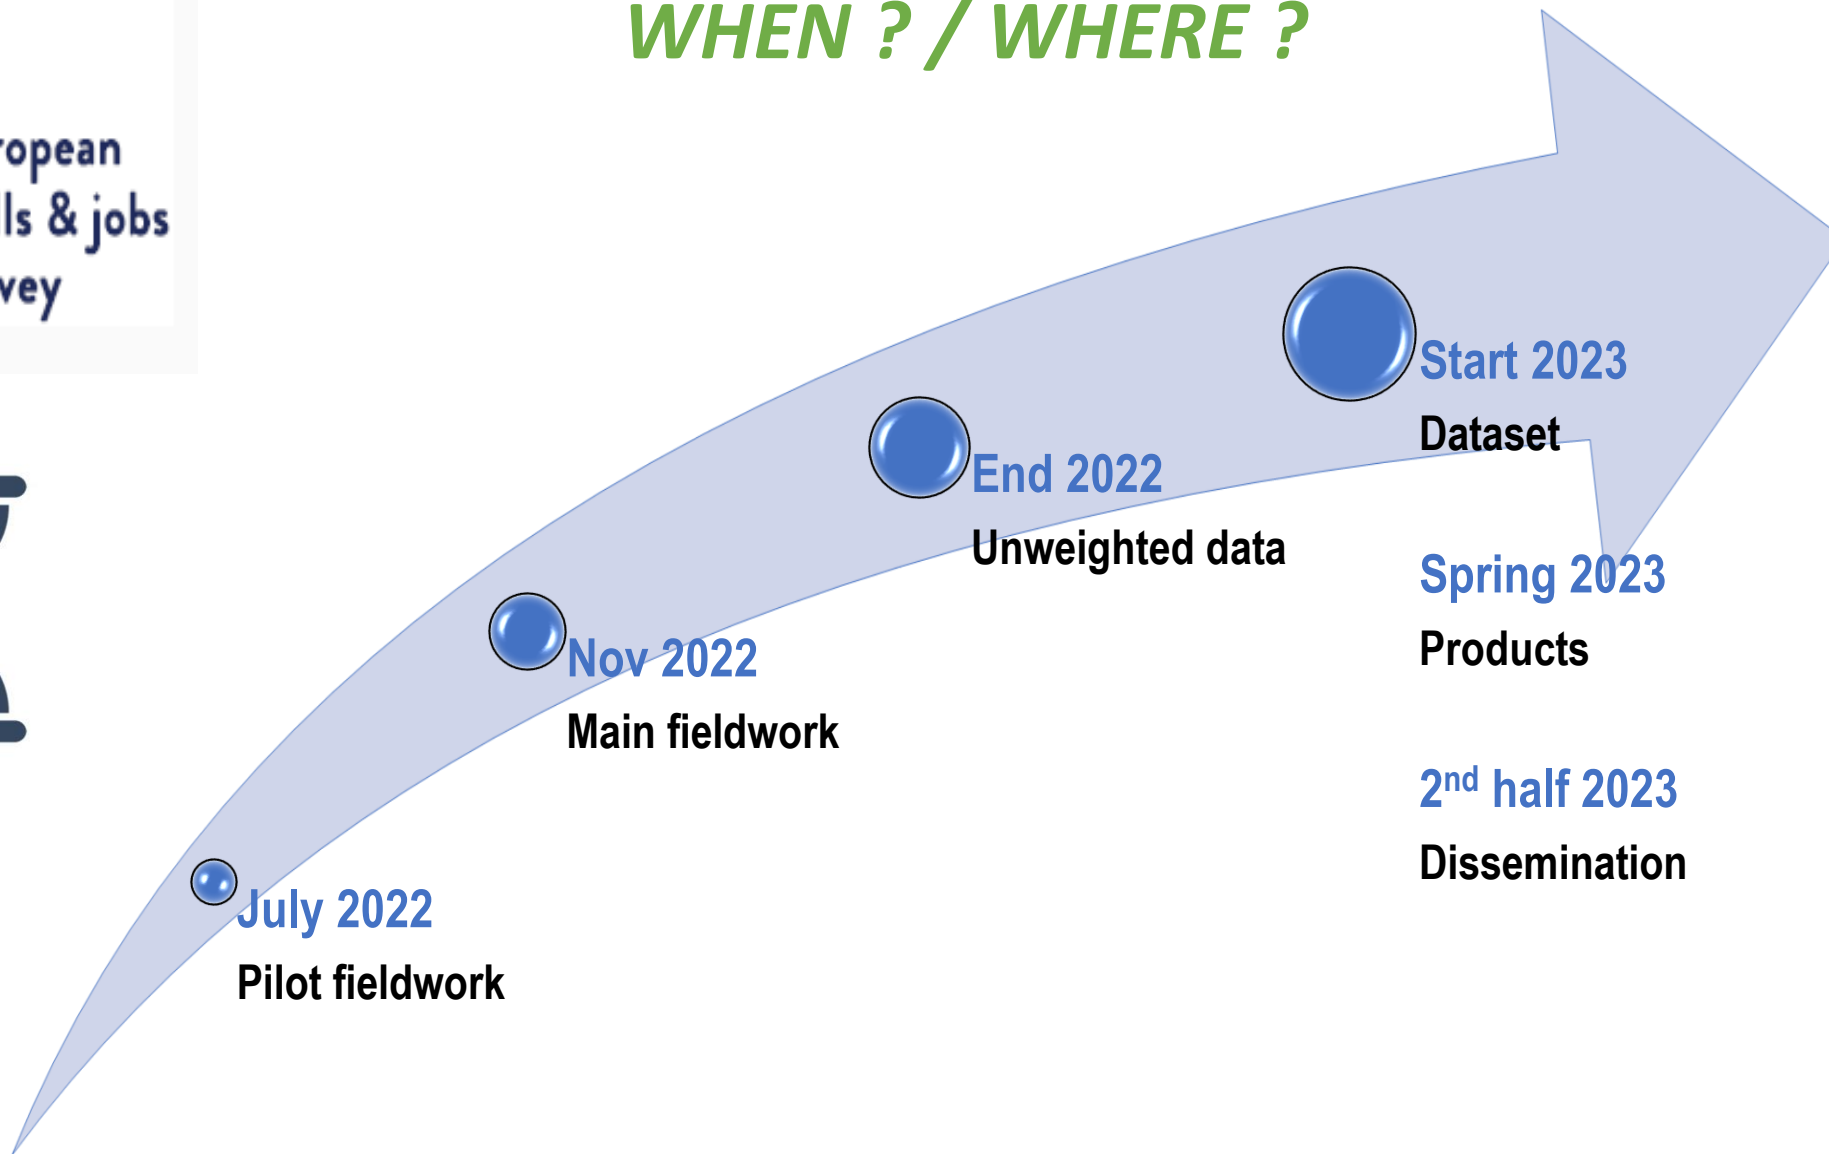 WHEN ? / WHERE ?
ropean
lls & jobs
vey
Start 2023
Dataset
End 2022
Unweighted data
Spring 2023
Products
Nov 2022
Main fieldwork
2nd half 2023
Dissemination
July 2022
Pilot fieldwork